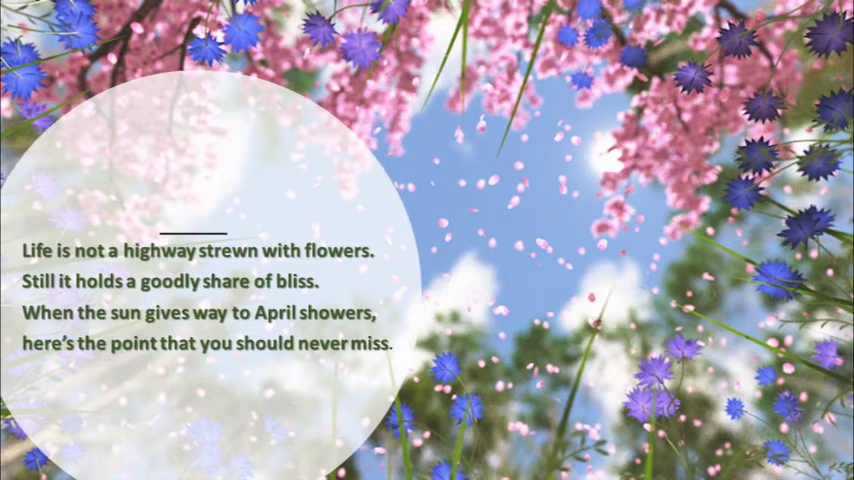 Life is not a highway strewn with flowers.
Still it holds a goodly share of bliss.
When the sun gives way to April showers,
here's the point that you should never miss.